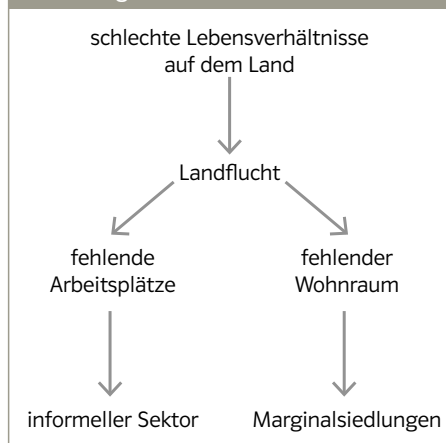 schlechte Lebensverhältnisse
auf dem Land
Landflucht
fehlende
Arbeitsplätze
fehlender
Wohnraum
informeller Sektor
Marginalsiedlungen